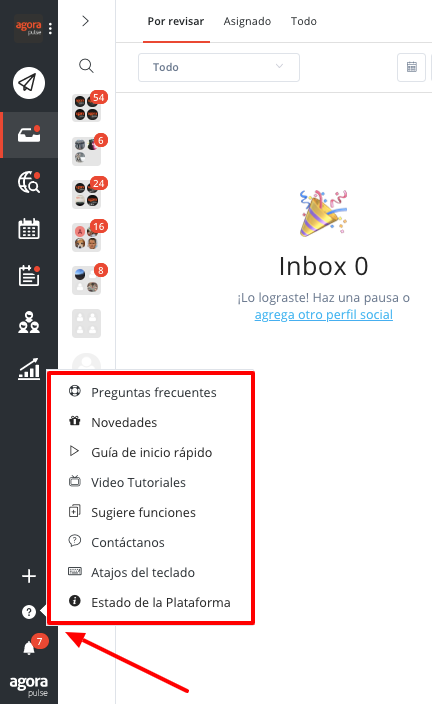 agora
pulse
Por revisar
Asignado
Todo
Todo
54
6
24
16
8
Inbox 0
¡Lo lograste! Haz una pausa o
agrega otro perfil social
Preguntas frecuentes
Novedades
Guía de inicio rápido
Video Tutoriales
Sugiere funciones
Contáctanos
Atajos del teclado
Estado de la Plataforma
7
agora
pulse